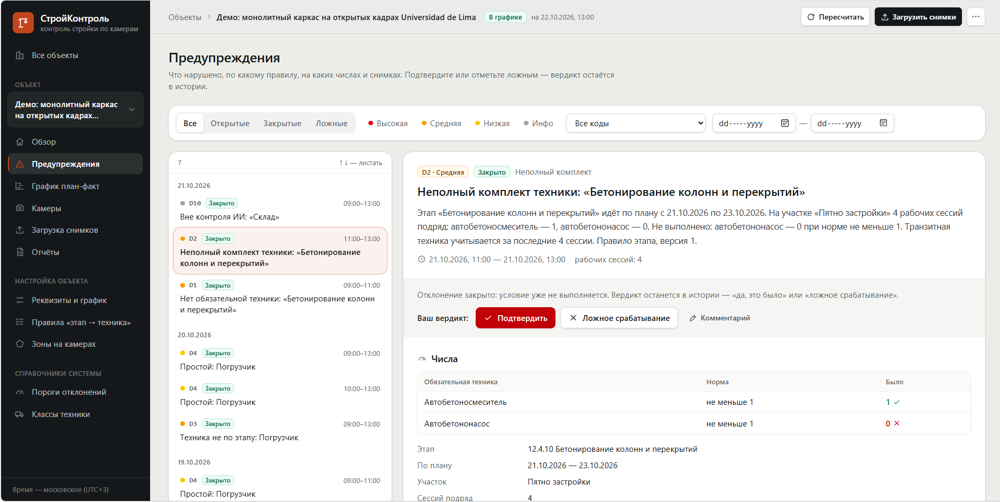 СтройКонтроль
контроль стройки по камерам
Все объекты
ОБЪЕКТ
Демо: монолитный каркас
на открытых кадрах...
Обзор
Предупреждения
График план-факт
Камеры
Загрузка снимков
Отчёты
НАСТРОЙКА ОБЪЕКТА
Реквизиты и график
Правила «этап → техника»
Зоны на камерах
СПРАВОЧНИКИ СИСТЕМЫ
Пороги отклонений
Классы техники
Время — московское (UTC+3)
Объекты > Демо: монолитный каркас на открытых кадрах Universidad de Lima В графике на 22.10.2026, 13:00
Пересчитать Загрузить снимки ...
Предупреждения
Что нарушено, по какому правилу, на каких числах и снимках. Подтвердите или отметьте ложным — вердикт остаётся
в истории.
Все Открытые Закрытые Ложные Высокая Средняя Низкая Инфо Все коды dd-----yyyy — dd-----yyyy
7 ↑↓ — листать
21.10.2026
D10 Закрыто 09:00–13:00
Вне контроля ИИ: «Склад»
D2 Закрыто 11:00–13:00
Неполный комплект техники: «Бетонирование
колонн и перекрытий»
D1 Закрыто 09:00–11:00
Нет обязательной техники: «Бетонирование колонн
и перекрытий»
20.10.2026
D4 Закрыто 09:00–13:00
Простой: Погрузчик
D4 Закрыто 10:00–13:00
Простой: Погрузчик
D3 Закрыто 09:00–13:00
Техника не по этапу: Погрузчик
19.10.2026
D4 Закрыто 09:00–11:00
Простой: Погрузчик
D2 · Средняя Закрыто Неполный комплект
Неполный комплект техники: «Бетонирование колонн и перекрытий»
Этап «Бетонирование колонн и перекрытий» идёт по плану с 21.10.2026 по 23.10.2026. На участке «Пятно застройки» 4 рабочих сессий
подряд: автобетоносмеситель — 1, автобетононасос — 0. Не выполнено: автобетононасос — 0 при норме не меньше 1. Транзитная
техника учитывается за последние 4 сессии. Правило этапа, версия 1.
21.10.2026, 11:00 — 21.10.2026, 13:00 рабочих сессий: 4
Отклонение закрыто: условие уже не выполняется. Вердикт останется в истории — «да, это было» или «ложное срабатывание».
Ваш вердикт: Подтвердить Ложное срабатывание Комментарий
Числа
Обязательная техника Норма Было
Автобетоносмеситель не меньше 1 1 ✓
Автобетононасос не меньше 1 0 ✕
Этап 12.4.10 Бетонирование колонн и перекрытий
По плану 21.10.2026 — 23.10.2026
Участок Пятно застройки
Сессий подряд 4